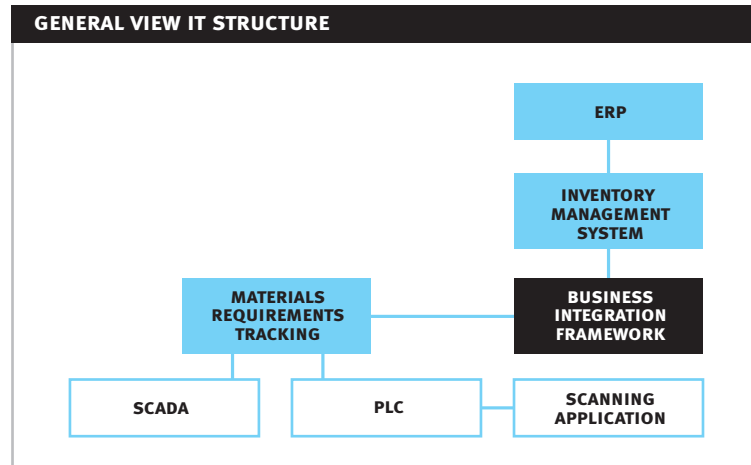 GENERAL VIEW IT STRUCTURE
ERP
INVENTORY
MANAGEMENT
SYSTEM
MATERIALS
REQUIREMENTS
TRACKING
BUSINESS
INTEGRATION
FRAMEWORK
SCADA
PLC
SCANNING
APPLICATION